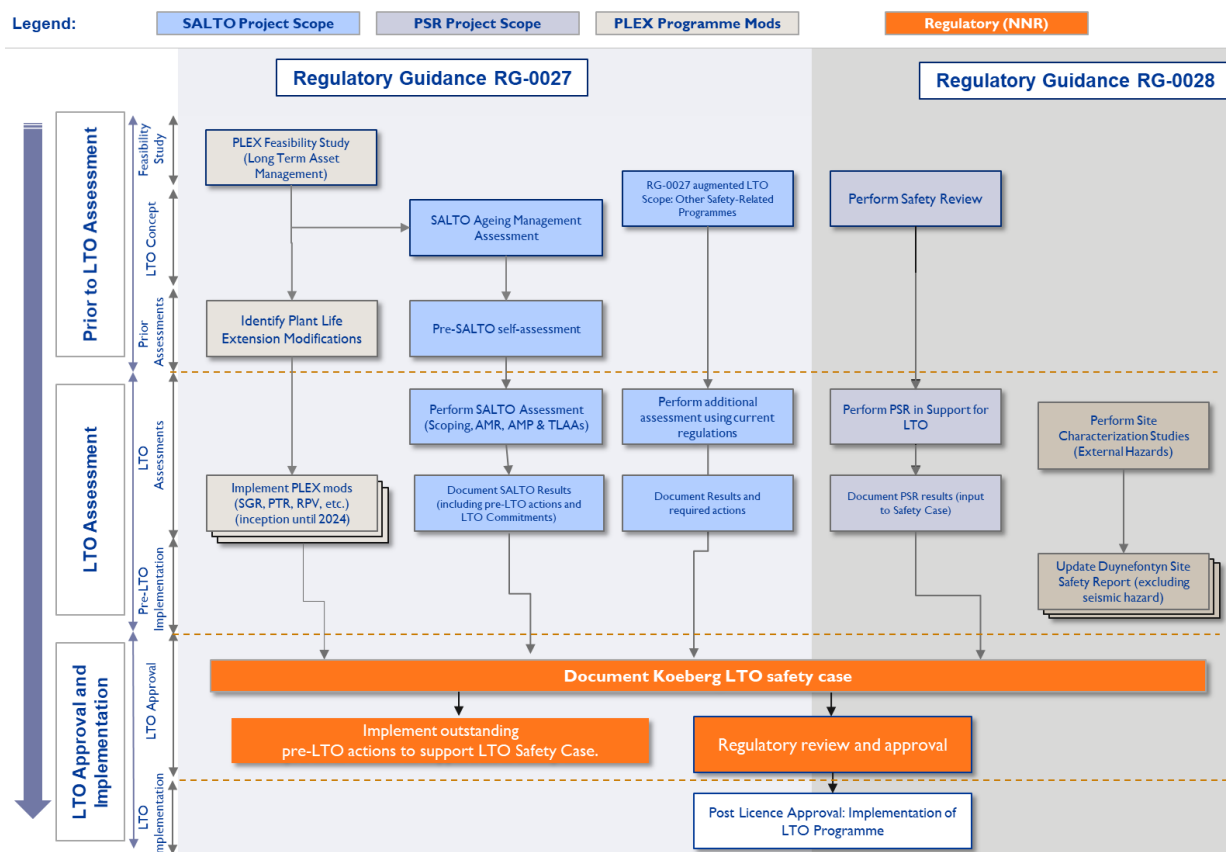 Legend:
SALTO Project Scope
PSR Project Scope
PLEX Programme Mods
Regulatory (NNR)
Regulatory Guidance RG-0027
Regulatory Guidance RG-0028
Prior to LTO Assessment
Feasibility
Study
PLEX Feasibility Study
(Long Term Asset
Management)
RG-0027 augmented LTO
Scope: Other Safety-Related
Programmes
Perform Safety Review
LTO Concept
SALTO Ageing Management
Assessment
Prior
Assessments
Identify Plant Life
Extension Modifications
Pre-SALTO self-assessment
LTO Assessment
LTO
Assessments
Perform SALTO Assessment
(Scoping, AMR, AMP & TLAAs)
Perform additional
assessment using current
regulations
Perform PSR in Support for
LTO
Perform Site
Characterization Studies
(External Hazards)
Implement PLEX mods
(SGR, PTR, RPV, etc.)
(inception until 2024)
Document SALTO Results
(including pre-LTO actions and
LTO Commitments)
Document Results and
required actions
Document PSR results (input
to Safety Case)
Pre-LTO
Implementation
Update Duynefontyn Site
Safety Report (excluding
seismic hazard)
LTO Approval and
Implementation
LTO Approval
Document Koeberg LTO safety case
Implement outstanding
pre-LTO actions to support LTO Safety Case.
Regulatory review and approval
LTO
Implementation
Post Licence Approval: Implementation of
LTO Programme